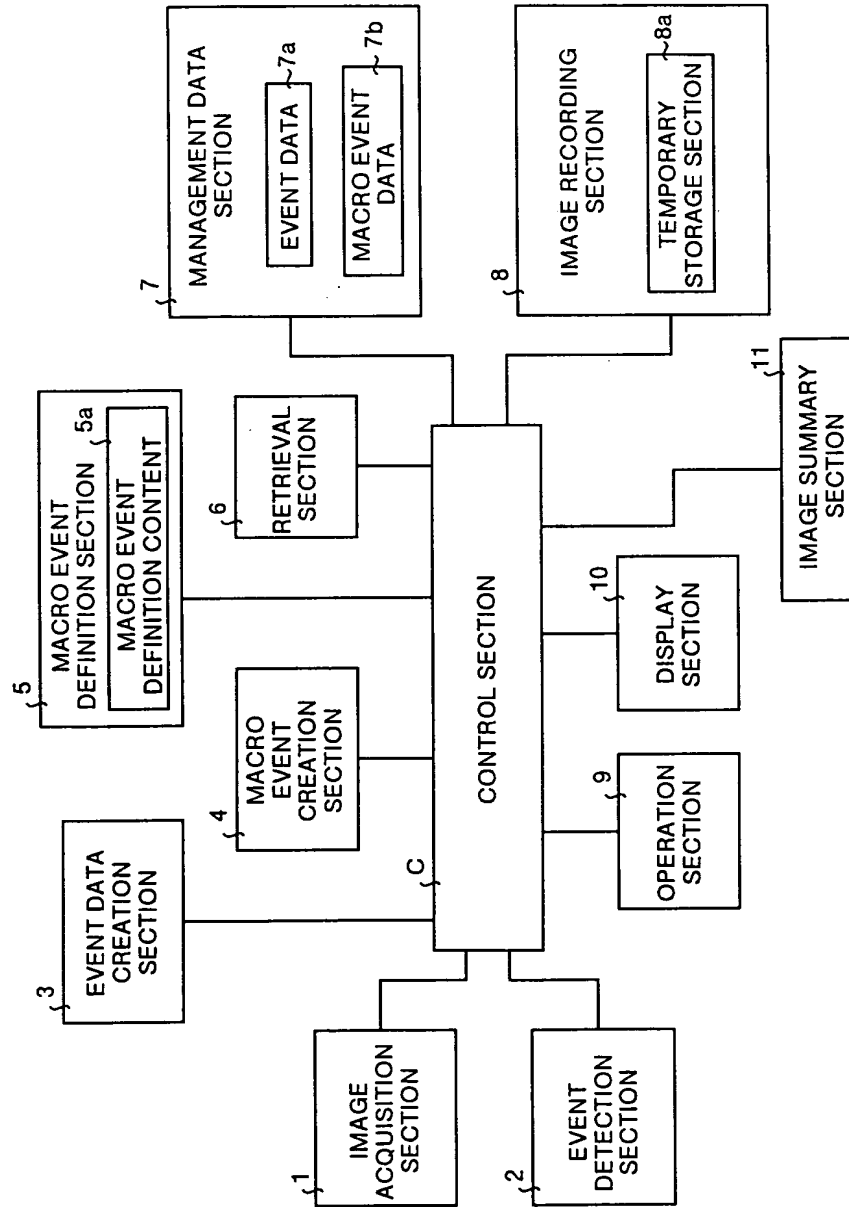 1
IMAGE
ACQUISITION
SECTION
2
EVENT
DETECTION
SECTION
3
EVENT DATA
CREATION
SECTION
4
MACRO
EVENT
CREATION
SECTION
5
MACRO EVENT
DEFINITION SECTION
5a
MACRO EVENT
DEFINITION CONTENT
6
RETRIEVAL
SECTION
7
MANAGEMENT DATA
SECTION
7a
EVENT DATA
7b
MACRO EVENT
DATA
8
IMAGE RECORDING
SECTION
8a
TEMPORARY
STORAGE SECTION
C
CONTROL SECTION
9
OPERATION
SECTION
10
DISPLAY
SECTION
11
IMAGE SUMMARY
SECTION